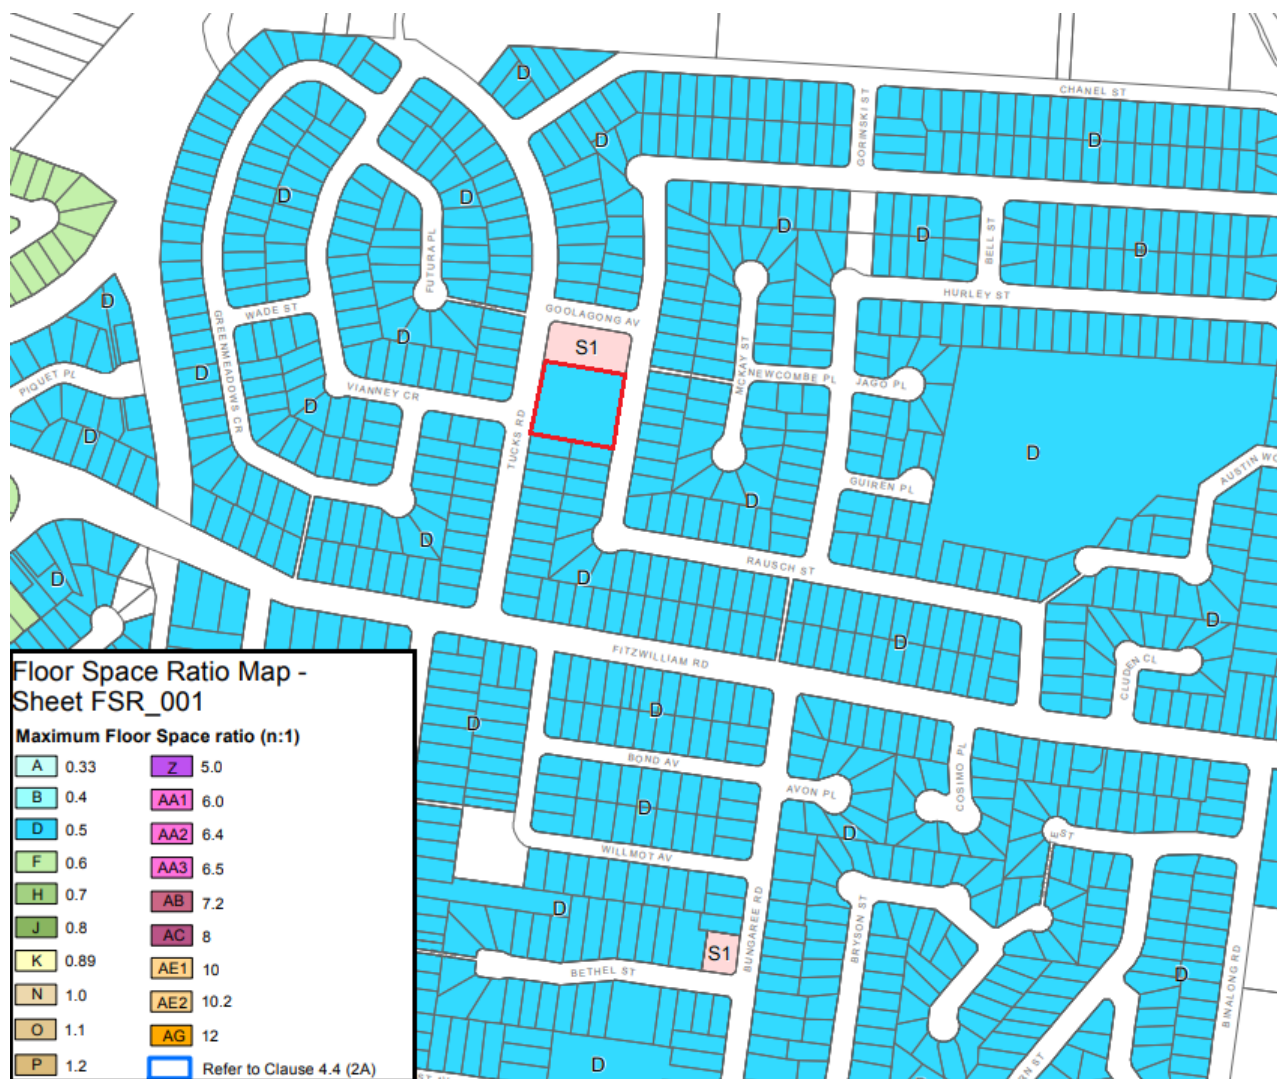 CHANEL ST
D
D
GORINSKI ST
D
D
D
D
D
D
BELL ST
D
FUTURA PL
HURLEY ST
D
WADE ST
GOOLAGONG AV
D
GREENMEADOWS CR
S1
MCKAY ST
NEWCOMBE PL
JAGO PL
PIQUET PL
D
VIANNEY CR
D
D
TUCKS RD
D
AUSTIN WO
GUIREN PL
D
D
RAUSCH ST
D
D
D
D
FITZWILLIAM RD
CLUDEN CL
D
D
BOND AV
COSIMO PL
AVON PL
D
D
EST
WILLMOT AV
D
BUNGAREE RD
BRYSON ST
S1
BETHEL ST
D
BINALONG RD
D
RN ST
Floor Space Ratio Map -
Sheet FSR_001
Maximum Floor Space ratio (n:1)
A 0.33
B 0.4
D 0.5
F 0.6
H 0.7
J 0.8
K 0.89
N 1.0
O 1.1
P 1.2
Z 5.0
AA1 6.0
AA2 6.4
AA3 6.5
AB 7.2
AC 8
AE1 10
AE2 10.2
AG 12
Refer to Clause 4.4 (2A)